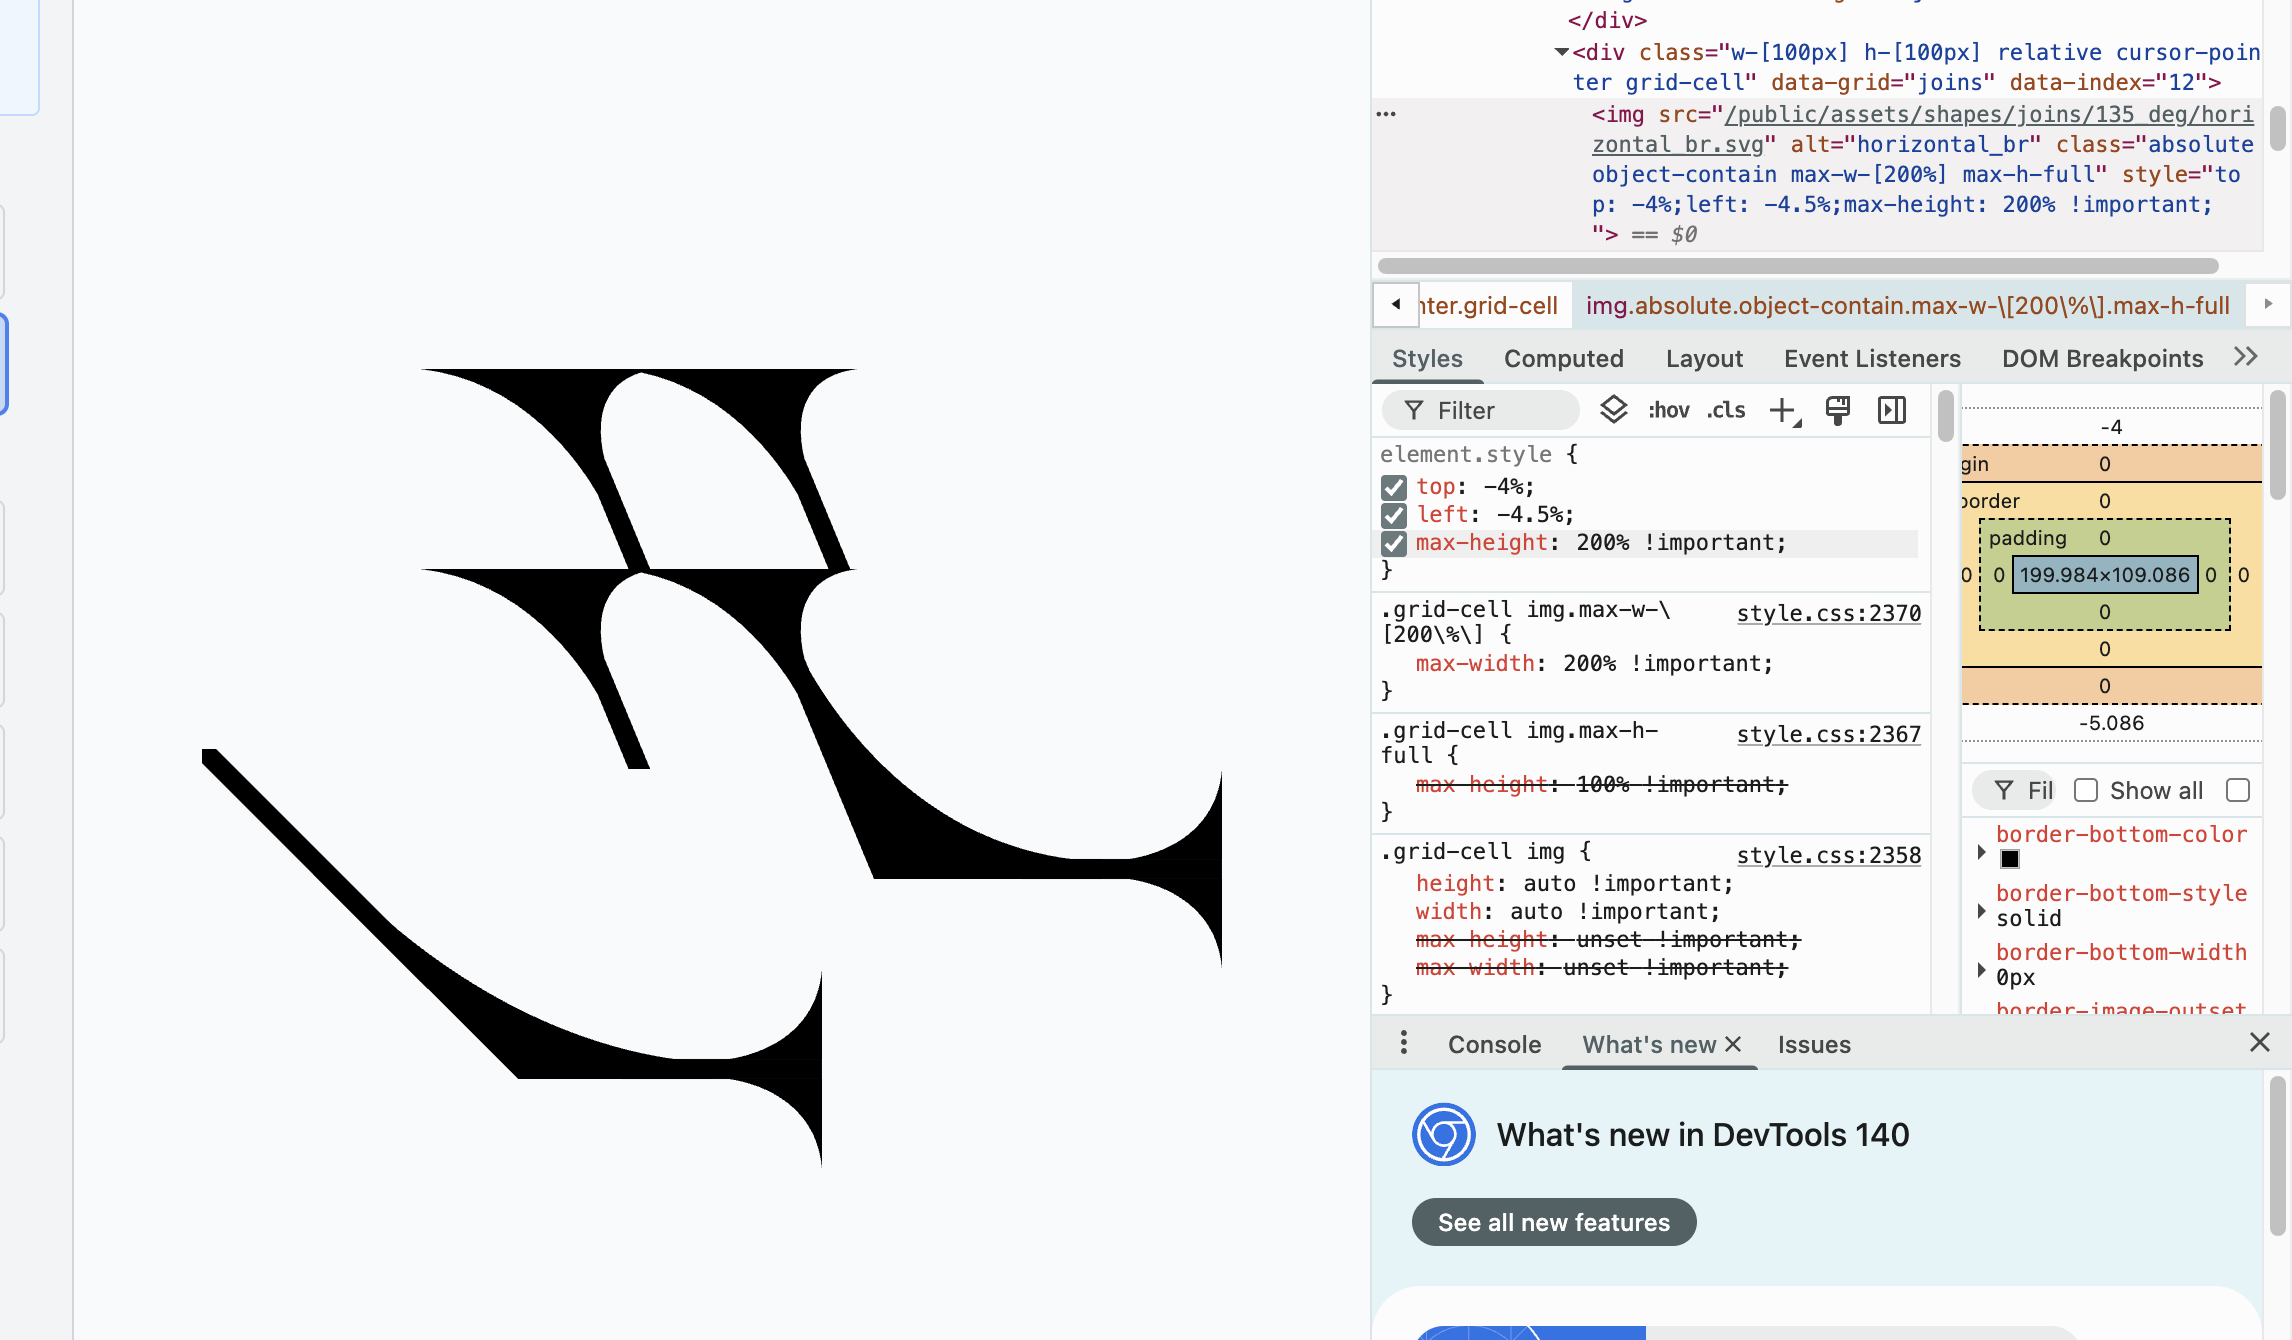 </div>
<div class="w-[100px] h-[100px] relative cursor-poin
ter grid-cell" data-grid="joins" data-index="12">
<img src="/public/assets/shapes/joins/135_deg/hori
zontal_br.svg" alt="horizontal_br" class="absolute
object-contain max-w-[200%] max-h-full" style="to
p: -4%;left: -4.5%;max-height: 200% !important;
"> == $0
nter.grid-cell img.absolute.object-contain.max-w-\[200\%\].max-h-full
Styles Computed Layout Event Listeners DOM Breakpoints
Filter :hov .cls
element.style {
top: -4%;
left: -4.5%;
max-height: 200% !important;
}
.grid-cell img.max-w-\ style.css:2370
[200\%\] {
max-width: 200% !important;
}
.grid-cell img.max-h- style.css:2367
full {
max-height: 100% !important;
}
.grid-cell img { style.css:2358
height: auto !important;
width: auto !important;
max-height: unset !important;
max-width: unset !important;
}
-4
gin 0
border 0
padding 0
0 0 199.984×109.086 0 0
0
0
0
-5.086
Fil Show all
border-bottom-color
border-bottom-style
solid
border-bottom-width
0px
border-image-outset
Console What's new Issues
What's new in DevTools 140
See all new features